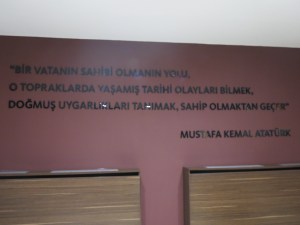 "BİR VATANIN SAHİBİ OLMANIN YOLU,
O TOPRAKLARDA YAŞAMIŞ TARİHİ OLAYLARI BİLMEK,
DOĞMUŞ UYGARLIKLARI TANIMAK, SAHİP OLMAKTAN GEÇER"
MUSTAFA KEMAL ATATÜRK